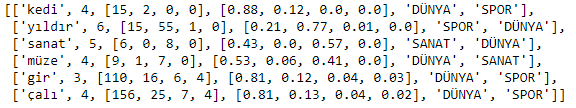 [['kedi', 4, [15, 2, 0, 0], [0.88, 0.12, 0.0, 0.0], 'DÜNYA', 'SPOR'],
['yıldır', 6, [15, 55, 1, 0], [0.21, 0.77, 0.01, 0.0], 'SPOR', 'DÜNYA'],
['sanat', 5, [6, 0, 8, 0], [0.43, 0.0, 0.57, 0.0], 'SANAT', 'DÜNYA'],
['müze', 4, [9, 1, 7, 0], [0.53, 0.06, 0.41, 0.0], 'DÜNYA', 'SANAT'],
['gir', 3, [110, 16, 6, 4], [0.81, 0.12, 0.04, 0.03], 'DÜNYA', 'SPOR'],
['çalı', 4, [156, 25, 7, 4], [0.81, 0.13, 0.04, 0.02], 'DÜNYA', 'SPOR']]